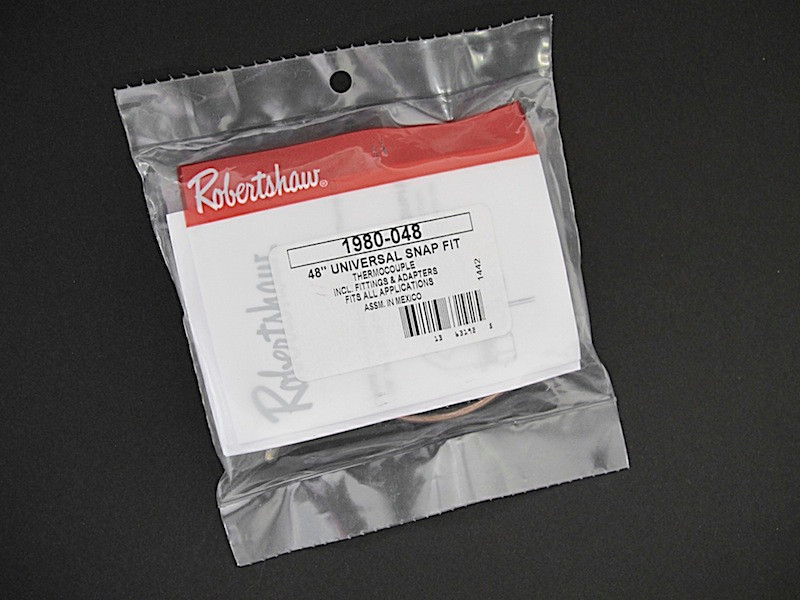 Robertshaw®
1980-048
48" UNIVERSAL SNAP FIT
THERMOCOUPLE
INCL. FITTINGS & ADAPTERS
FITS ALL APPLICATIONS
ASSM. IN MEXICO
1442
Robertshaw